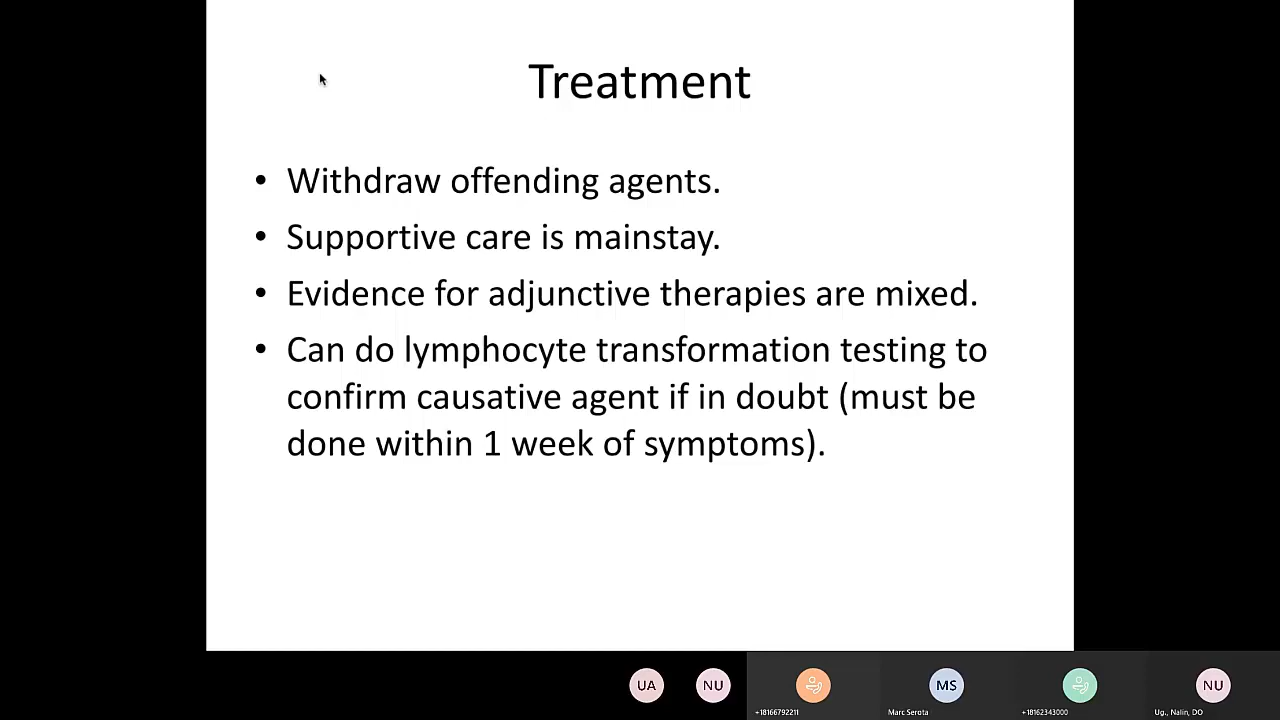 Treatment
• Withdraw offending agents.
• Supportive care is mainstay.
• Evidence for adjunctive therapies are mixed.
• Can do lymphocyte transformation testing to
confirm causative agent if in doubt (must be
done within 1 week of symptoms).
UA
NU
MS
NU
+18166792211
Marc Serota
+18162343000
Ug., Nalin, DO